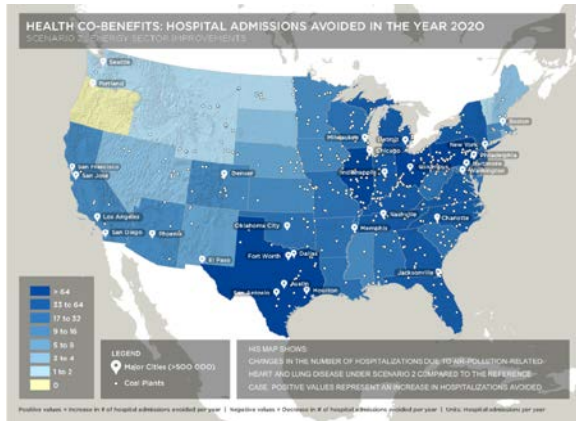 HEALTH CO-BENEFITS: HOSPITAL ADMISSIONS AVOIDED IN THE YEAR 2020
SCENARIO 2: ENERGY SECTOR IMPROVEMENTS
Seattle
Portland
Boston
Milwaukee
Detroit
New York
Chicago
Philadelphia
San Francisco
Baltimore
San Jose
Denver
Indianapolis
Washington
Nashville
Los Angeles
Charlotte
Oklahoma City
Memphis
San Diego
Phoenix
El Paso
Fort Worth
Dallas
Jacksonville
Austin
San Antonio
Houston
> 64
33 to 64
17 to 32
9 to 16
5 to 8
3 to 4
1 to 2
0
LEGEND
Major Cities (>500 000)
Coal Plants
HIS MAP SHOWS:
CHANGES IN THE NUMBER OF HOSPITALIZATIONS DUE TO AIR-POLLUTION-RELATED-
HEART AND LUNG DISEASE UNDER SCENARIO 2 COMPARED TO THE REFERENCE
CASE. POSITIVE VALUES REPRESENT AN INCREASE IN HOSPITALIZATIONS AVOIDED
Positive values = Increase in # of hospital admissions avoided per year | Negative values = Decrease in # of hospital admissions avoided per year | Units: Hospital admissions per year